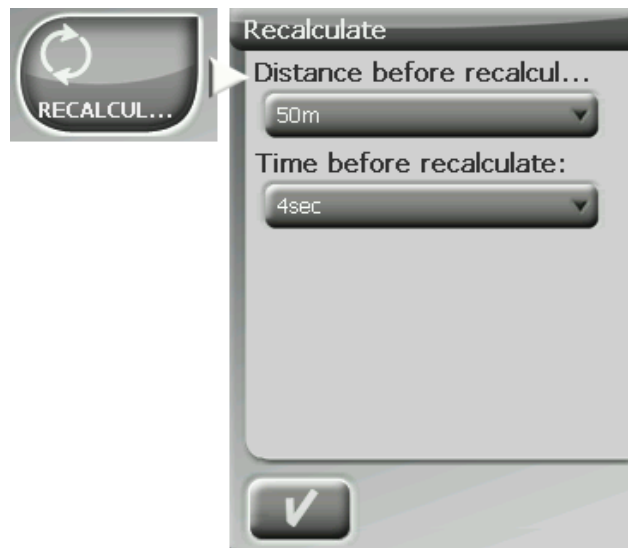 RECALCUL...
Recalculate
Distance before recalcul...
50m
Time before recalculate:
4sec